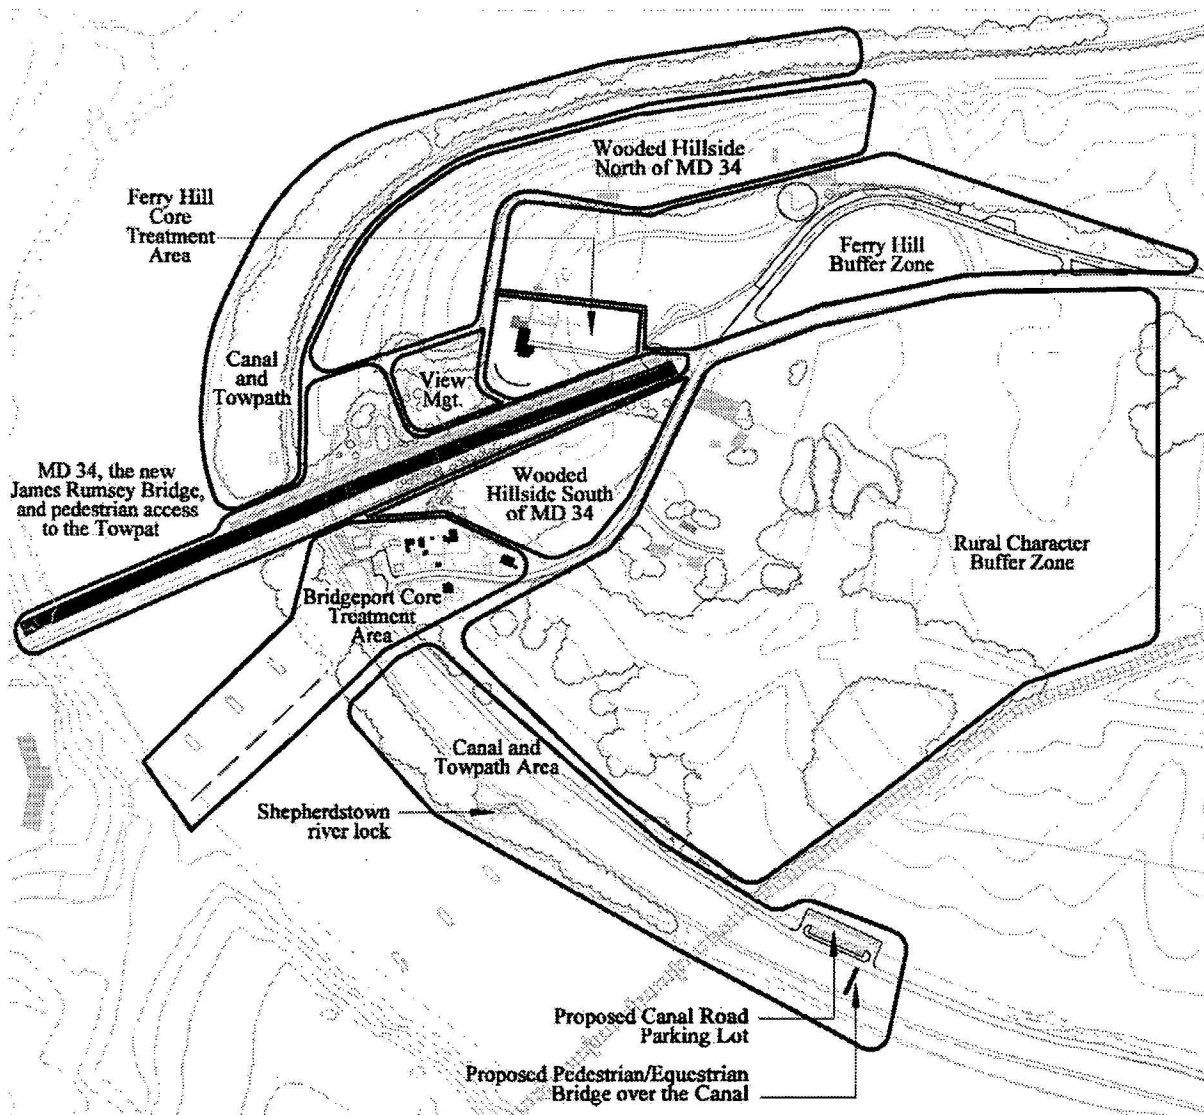 Wooded Hillside
North of MD 34
Ferry Hill
Core
Treatment
Area
Ferry Hill
Buffer Zone
Canal
and
Towpath
View
Mgt.
MD 34, the new
James Rumsey Bridge,
and pedestrian access
to the Towpat
Wooded
Hillside South
of MD 34
Rural Character
Buffer Zone
Bridgeport Core
Treatment
Area
Canal and
Towpath Area
Shepherdstown
river lock
Proposed Canal Road
Parking Lot
Proposed Pedestrian/Equestrian
Bridge over the Canal